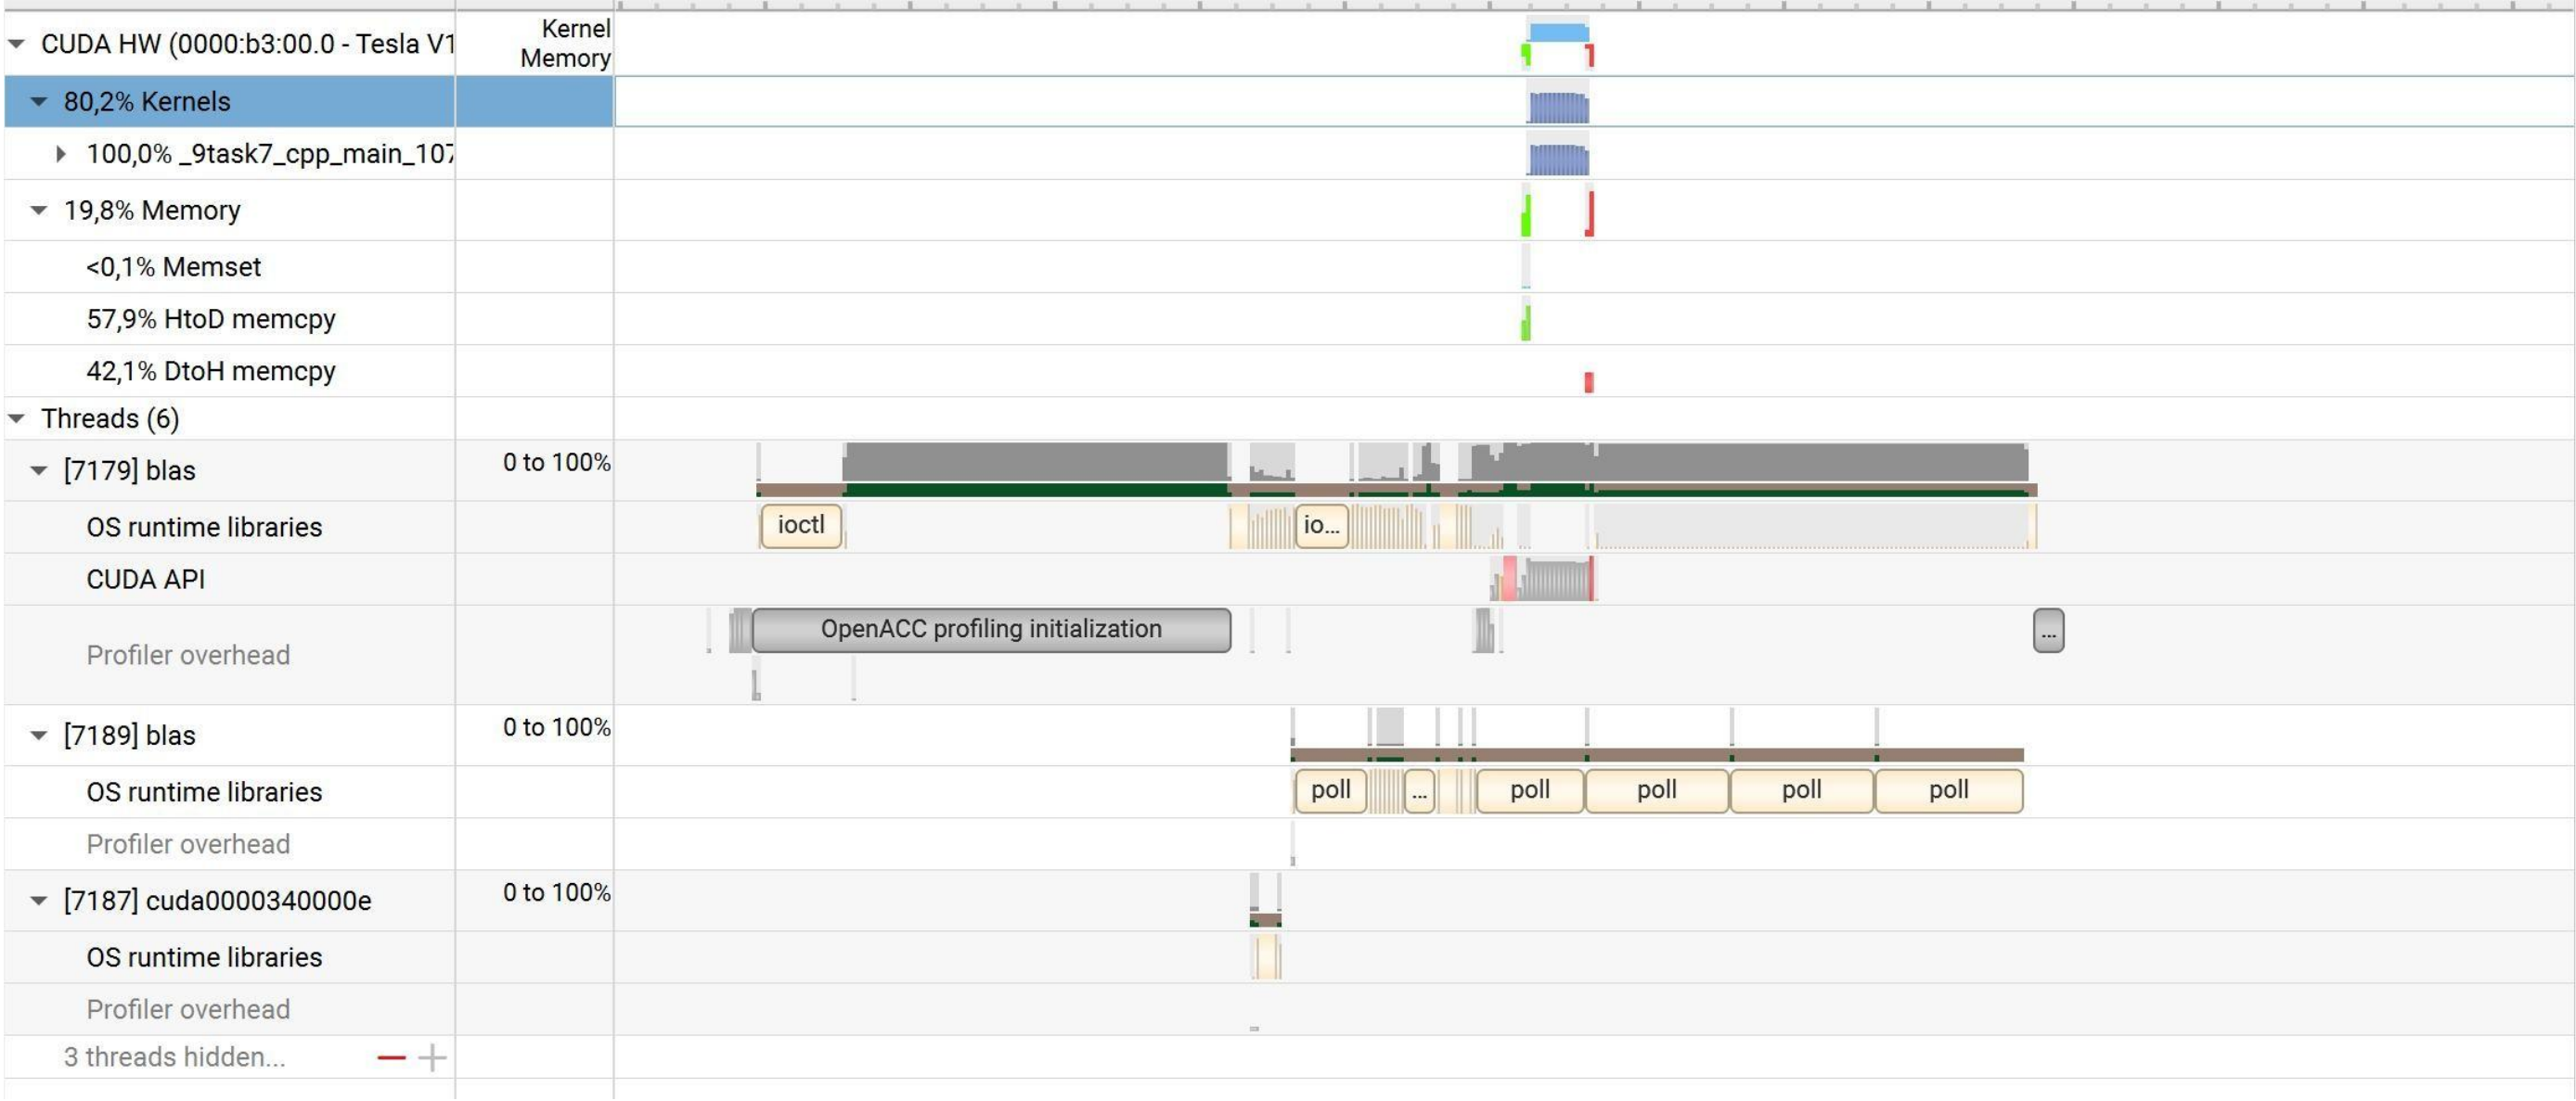 CUDA HW (0000:b3:00.0 - Tesla V1
Kernel
Memory
80,2% Kernels
100,0% _9task7_cpp_main_107
19,8% Memory
<0,1% Memset
57,9% HtoD memcpy
42,1% DtoH memcpy
Threads (6)
[7179] blas
0 to 100%
OS runtime libraries
ioctl
io...
CUDA API
Profiler overhead
OpenACC profiling initialization
...
[7189] blas
0 to 100%
OS runtime libraries
poll
...
poll
poll
poll
poll
Profiler overhead
[7187] cuda0000340000e
0 to 100%
OS runtime libraries
Profiler overhead
3 threads hidden...